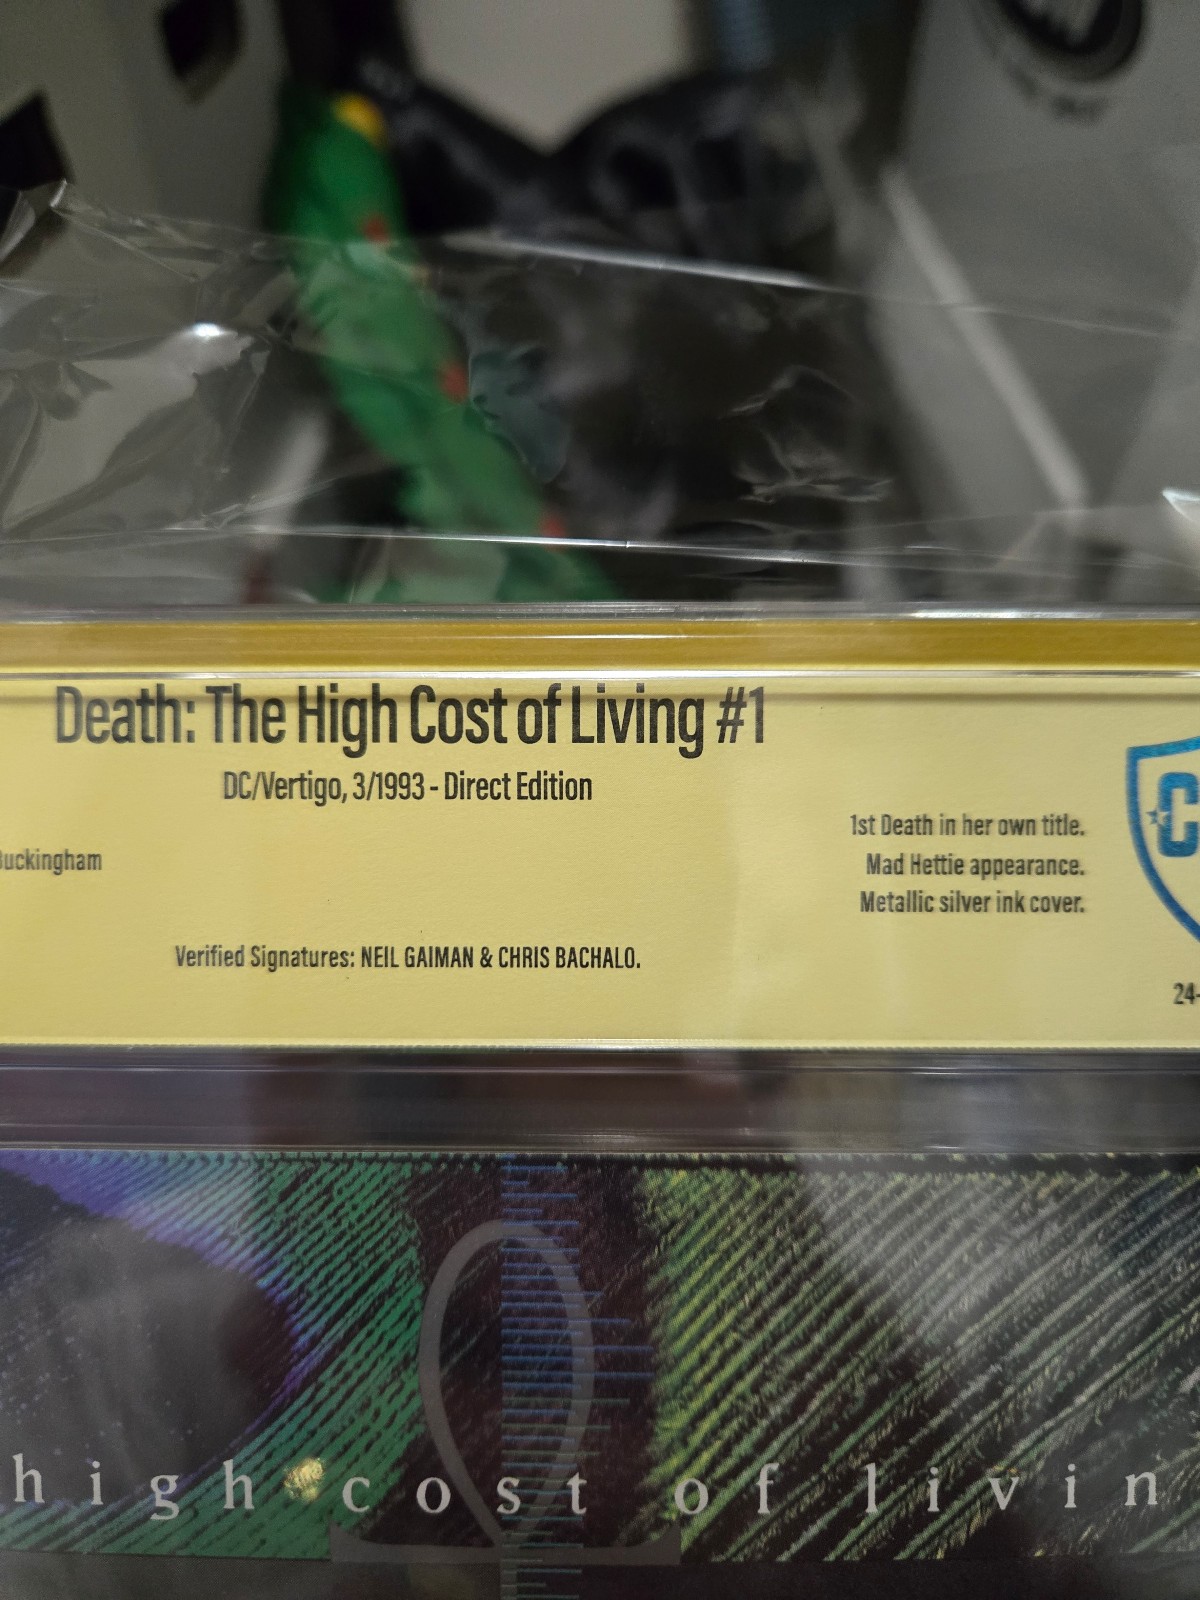 Death: The High Cost of Living #1
DC/Vertigo, 3/1993 - Direct Edition
1st Death in her own title.
Buckingham
Mad Hettie appearance.
Metallic silver ink cover.
Verified Signatures: NEIL GAIMAN & CHRIS BACHALO.
24-
high cost of livin